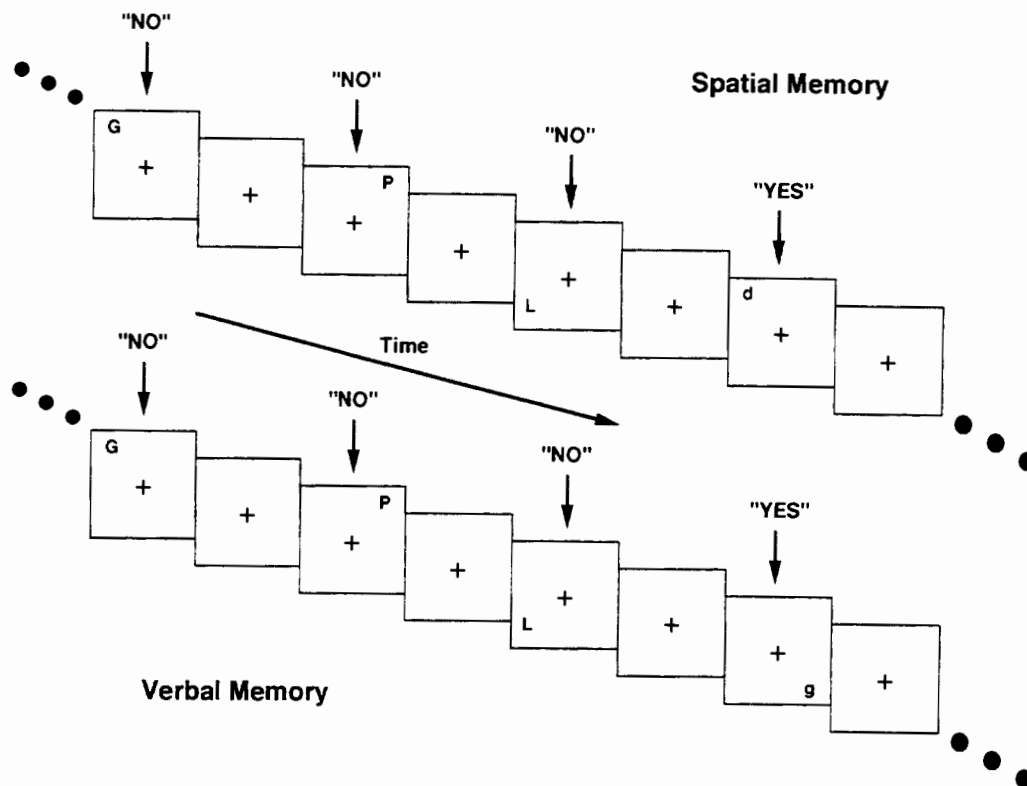 "NO"
"NO"
Spatial Memory
"NO"
"YES"
G
P
L
d
Time
"NO"
"NO"
"NO"
"YES"
G
P
L
g
Verbal Memory